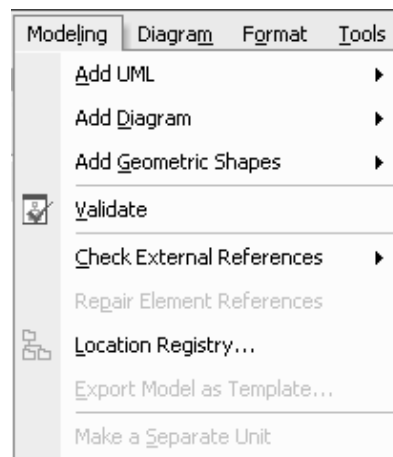 Modeling Diagram Format Tools
Add UML
Add Diagram
Add Geometric Shapes
Validate
Check External References
Repair Element References
Location Registry...
Export Model as Template...
Make a Separate Unit